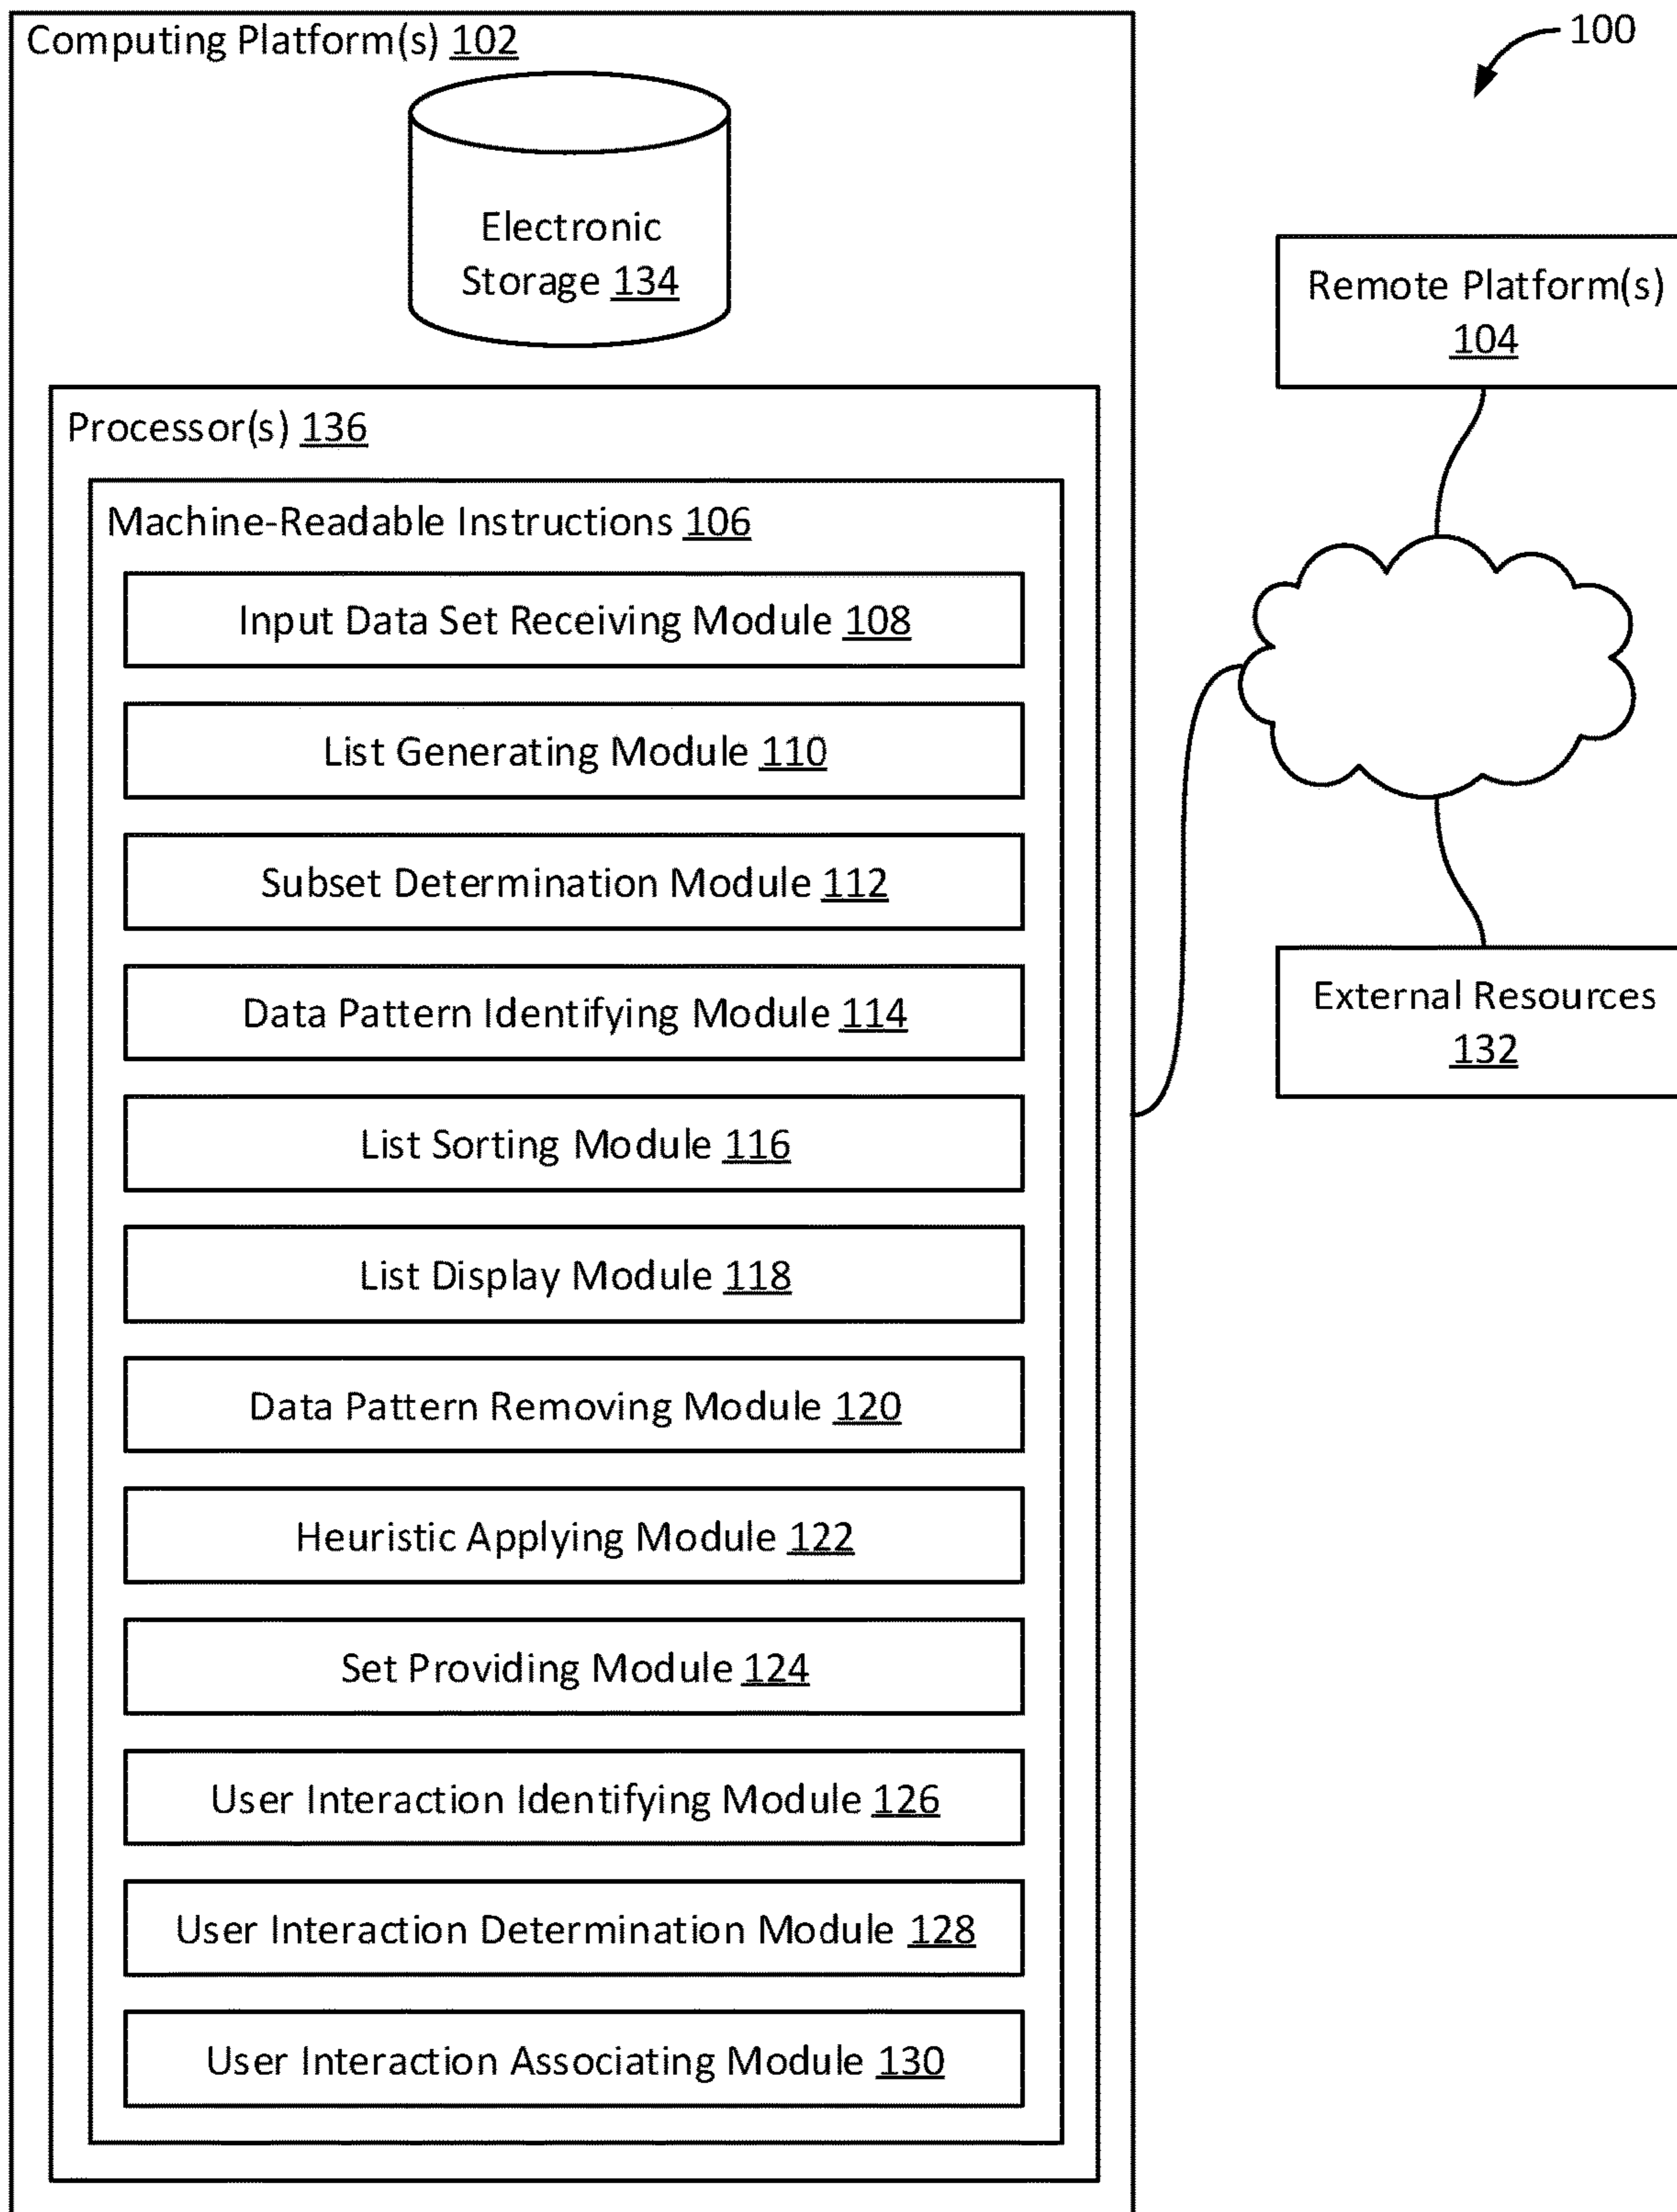 Computing Platform(s) 102
100
Electronic
Storage 134
Remote Platform(s)
104
Processor(s) 136
Machine-Readable Instructions 106
Input Data Set Receiving Module 108
List Generating Module 110
Subset Determination Module 112
Data Pattern Identifying Module 114
External Resources
132
List Sorting Module 116
List Display Module 118
Data Pattern Removing Module 120
Heuristic Applying Module 122
Set Providing Module 124
User Interaction Identifying Module 126
User Interaction Determination Module 128
User Interaction Associating Module 130